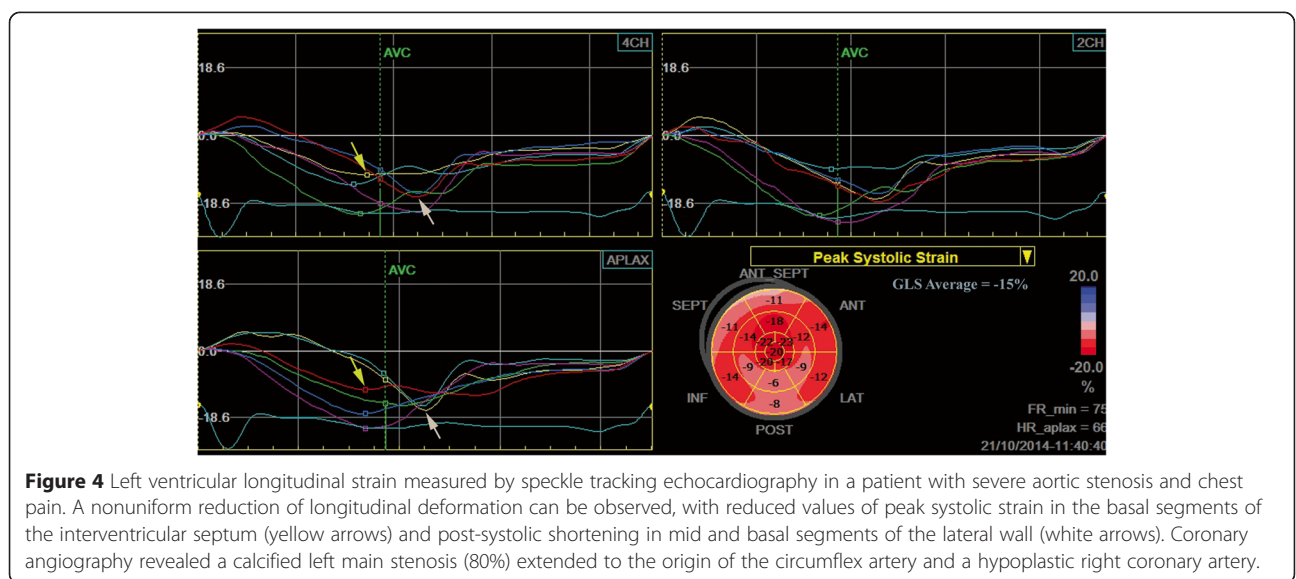 4CH
AVC
18.6
0.0
-18.6
2CH
AVC
18.6
0.0
-18.6
APLAX
AVC
18.6
0.0
-18.6
Peak Systolic Strain
GLS Average = -15%
ANT_SEPT
SEPT
ANT
INF
LAT
POST
-11
-11
-14
-18
-14
-12
-22
-23
-20
-20
-17
-9
-9
-14
-12
-6
-8
20.0
-20.0
%
FR_min = 75
HR_aplax = 66
21/10/2014-11:40:40
Figure 4 Left ventricular longitudinal strain measured by speckle tracking echocardiography in a patient with severe aortic stenosis and chest
pain. A nonuniform reduction of longitudinal deformation can be observed, with reduced values of peak systolic strain in the basal segments of
the interventricular septum (yellow arrows) and post-systolic shortening in mid and basal segments of the lateral wall (white arrows). Coronary
angiography revealed a calcified left main stenosis (80%) extended to the origin of the circumflex artery and a hypoplastic right coronary artery.